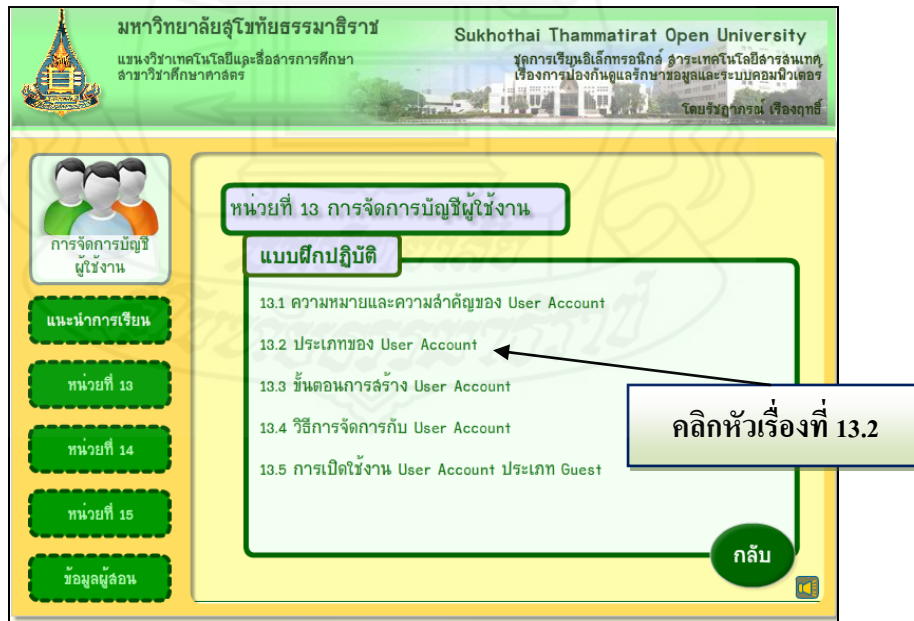 มหาวิทยาลัยสุโขทัยธรรมาธิราช
แขนงวิชาเทคโนโลยีและสื่อสารการศึกษา
สาขาวิชาศึกษาศาสตร์
Sukhothai Thammatirat Open University
ชุดการเรียนอิเล็กทรอนิกส์ สาระเทคโนโลยีสารสนเทศ
เรื่องการป้องกันดูแลรักษาข้อมูลและระบบคอมพิวเตอร์
โดยรัชฎาภรณ์ เรืองฤทธิ์
การจัดการบัญชี
ผู้ใช้งาน
แนะนำการเรียน
หน่วยที่ 13
หน่วยที่ 14
หน่วยที่ 15
ข้อมูลผู้สอน
หน่วยที่ 13 การจัดการบัญชีผู้ใช้งาน
แบบฝึกปฏิบัติ
13.1 ความหมายและความสำคัญของ User Account
13.2 ประเภทของ User Account
13.3 ขั้นตอนการสร้าง User Account
13.4 วิธีการจัดการกับ User Account
13.5 การเปิดใช้งาน User Account ประเภท Guest
คลิกหัวเรื่องที่ 13.2
กลับ